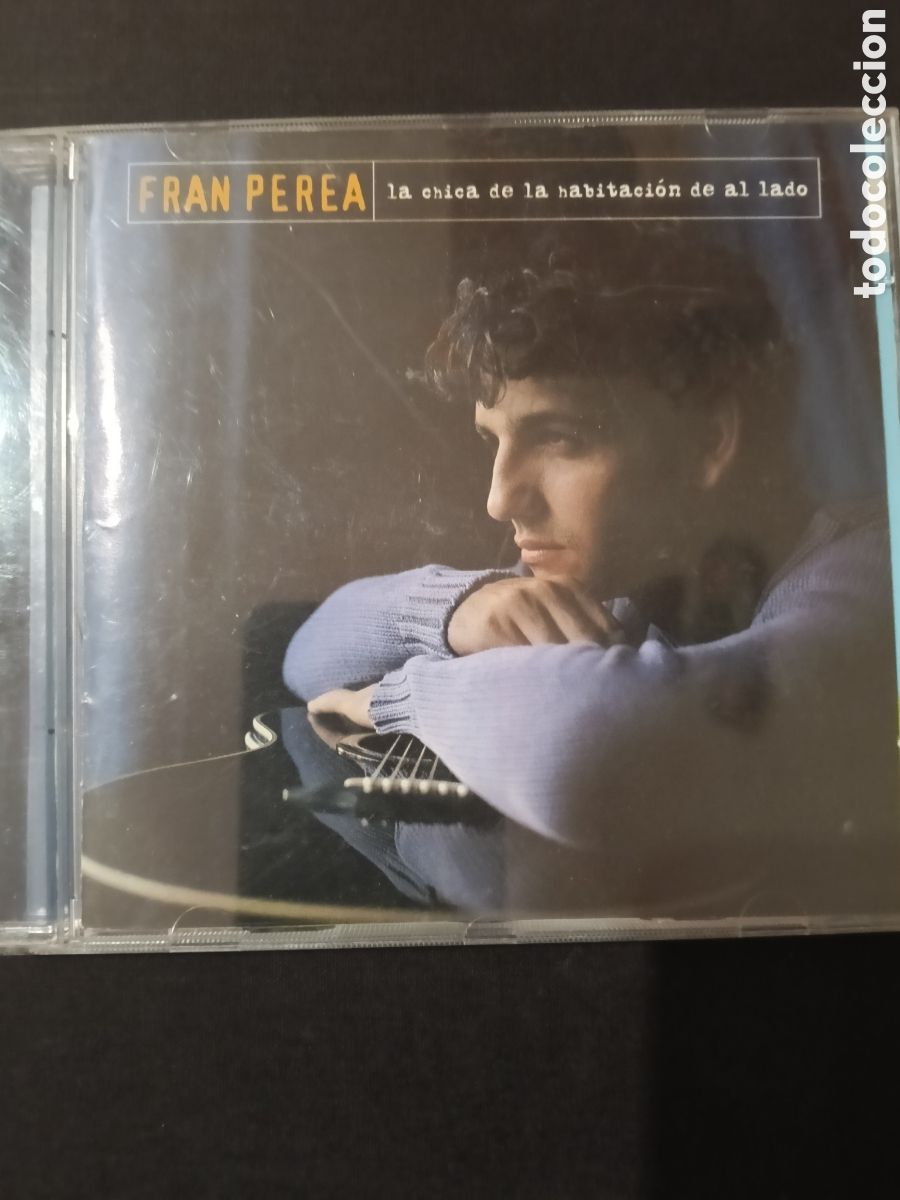 FRAN PEREA
la chica de la habitación de al lado
todocoleccion